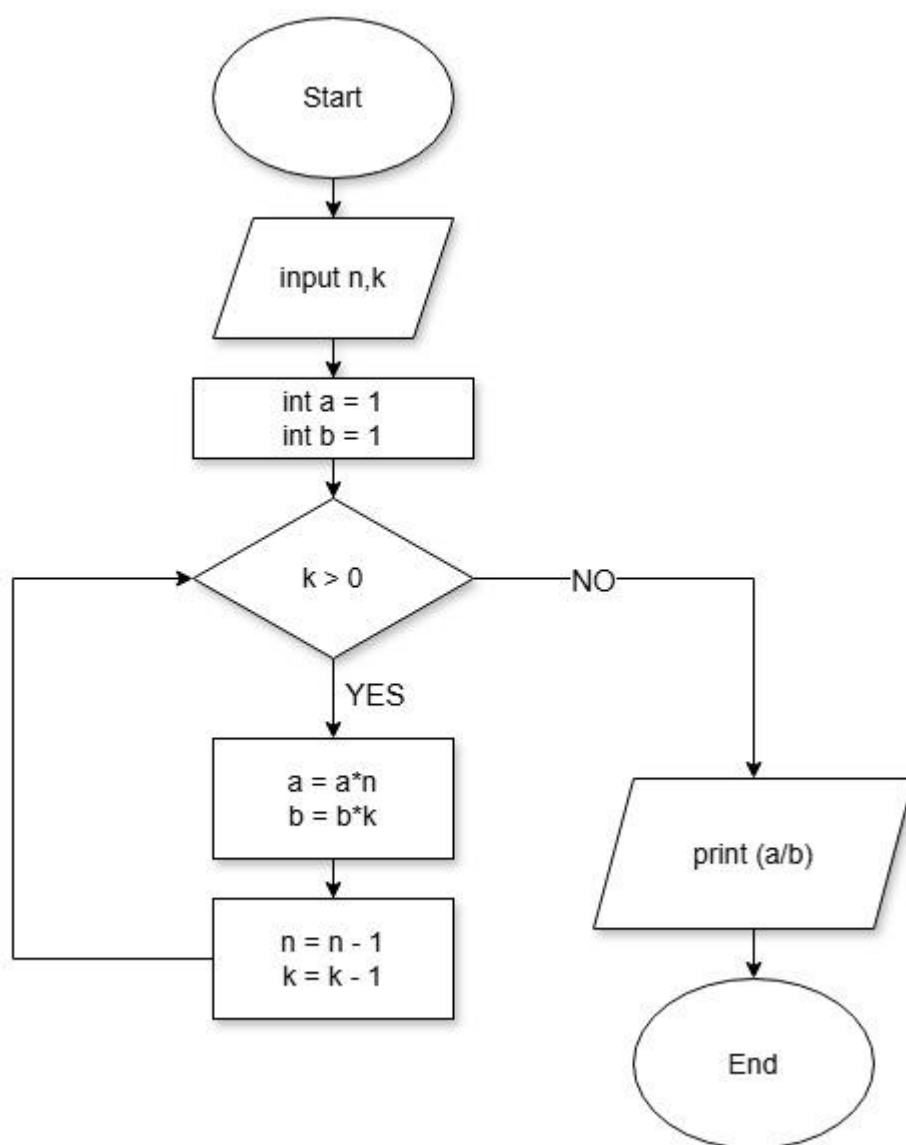 Start
input n,k
int a = 1
int b = 1
k > 0
NO
YES
a = a*n
b = b*k
n = n - 1
k = k - 1
print (a/b)
End